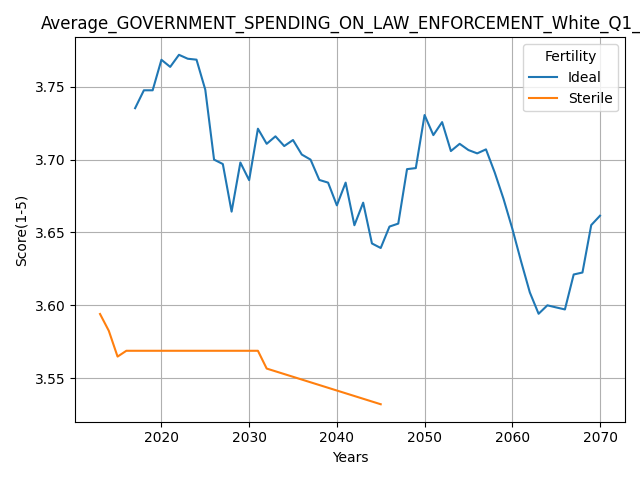 Average_GOVERNMENT_SPENDING_ON_LAW_ENFORCEMENT_White_Q1_
Fertility
Ideal
Sterile
3.75
3.70
3.65
3.60
3.55
Score(1-5)
2020 2030 2040 2050 2060 2070
Years